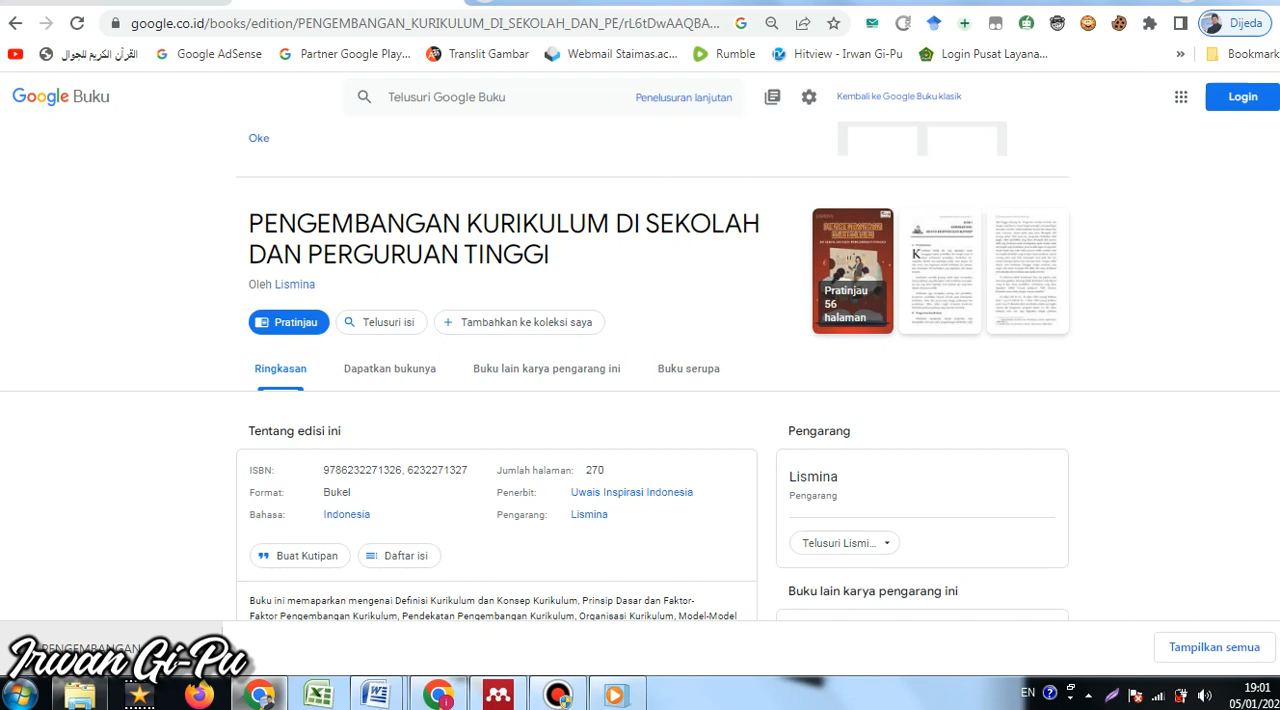 google.co.id/books/edition/PENGEMBANGAN_KURIKULUM_DI_SEKOLAH_DAN_PE/rL6tDwAAQBA...
Dijeda
القرآن الكريم للجوال
Google AdSense
Partner Google Play...
Translit Gambar
Webmail Staimas.ac...
Rumble
Hitview - Irwan Gi-Pu
Login Pusat Layana...
»
Bookmark
Google Buku
Telusuri Google Buku
Penelusuran lanjutan
Kembali ke Google Buku klasik
Login
Oke
PENGEMBANGAN KURIKULUM DI SEKOLAH
DAN PERGURUAN TINGGI
Oleh Lismina
Pratinjau
Telusuri isi
+ Tambahkan ke koleksi saya
Pratinjau
56
halaman
Ringkasan
Dapatkan bukunya
Buku lain karya pengarang ini
Buku serupa
Tentang edisi ini
ISBN: 9786232271326, 6232271327
Jumlah halaman: 270
Format: Bukel
Penerbit: Uwais Inspirasi Indonesia
Bahasa: Indonesia
Pengarang: Lismina
Buat Kutipan
Daftar isi
Buku ini memaparkan mengenai Definisi Kurikulum dan Konsep Kurikulum, Prinsip Dasar dan Faktor-
Faktor Pengembangan Kurikulum, Pendekatan Pengembangan Kurikulum, Organisasi Kurikulum, Model-Model
Pengarang
Lismina
Pengarang
Telusuri Lismi...
Buku lain karya pengarang ini
PENGEMBANGAN
Irwan Gi-Pu
Tampilkan semua
EN
19:01
05/01/202